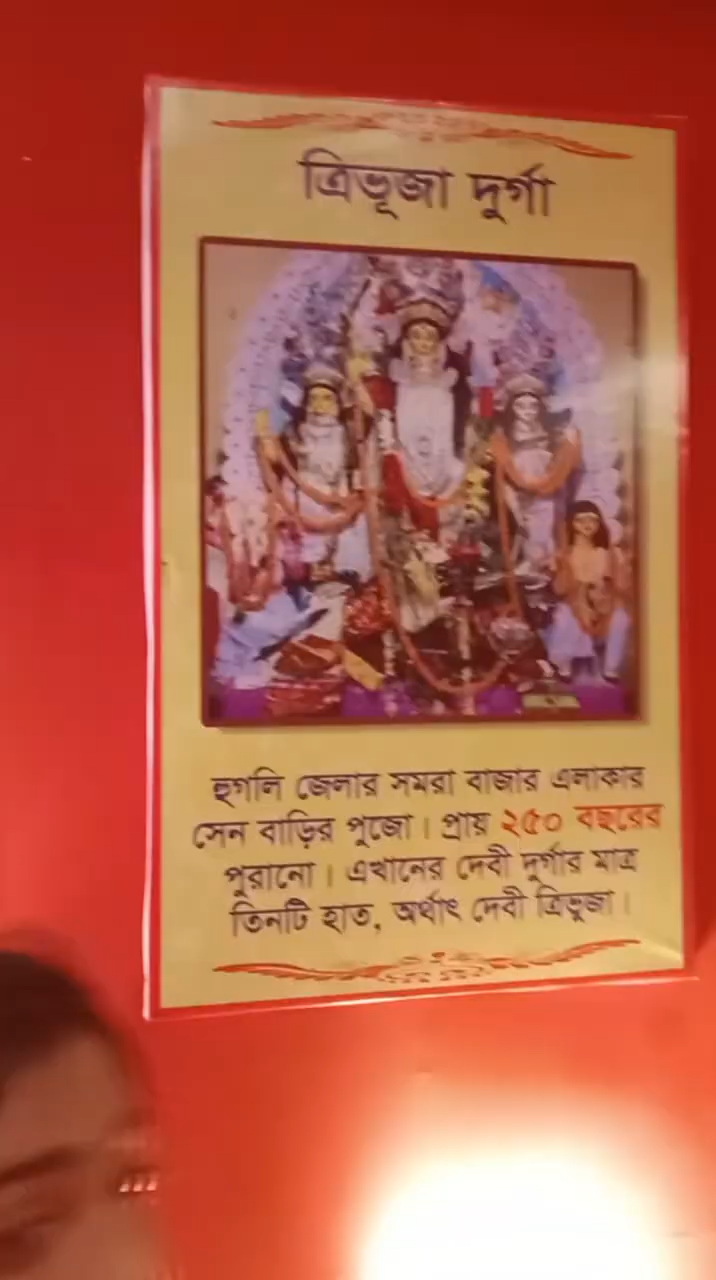 ত্রিভূজা দুর্গা
হুগলি জেলার সমরা বাজার এলাকার
সেন বাড়ির পুজো। প্রায় ২৫০ বছরের
পুরানো। এখানের দেবী দুর্গার মাত্র
তিনটি হাত, অর্থাৎ দেবী ত্রিভুজা।